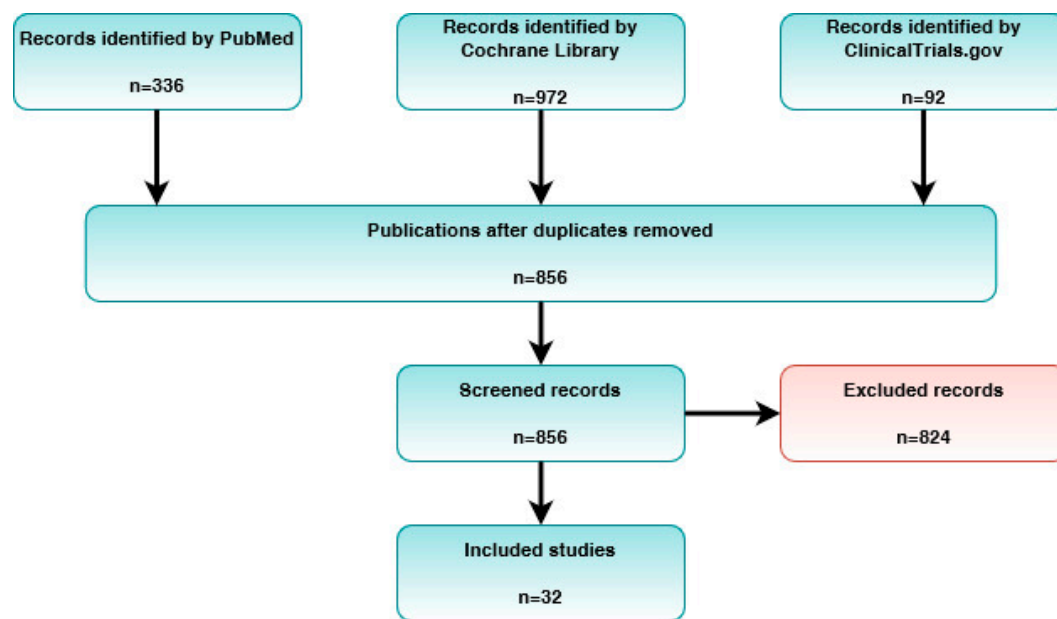 Records identified by PubMed
n=336
Records identified by
Cochrane Library
n=972
Records identified by
ClinicalTrials.gov
n=92
Publications after duplicates removed
n=856
Screened records
n=856
Excluded records
n=824
Included studies
n=32